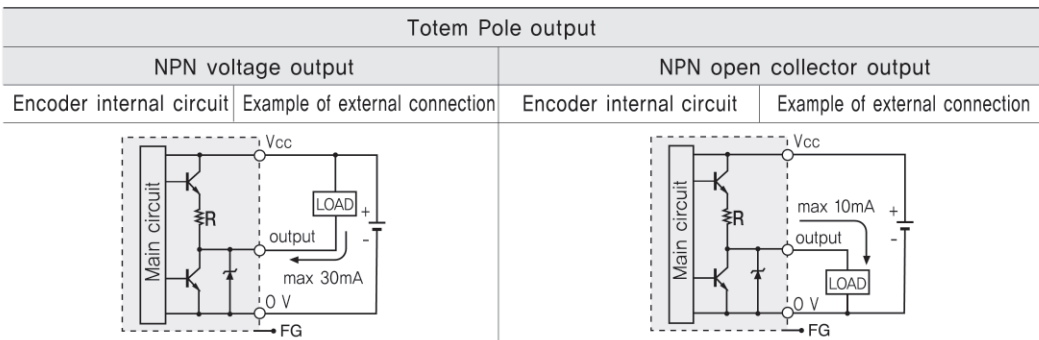 Totem Pole output
NPN voltage output
NPN open collector output
Encoder internal circuit
Example of external connection
Encoder internal circuit
Example of external connection
Main circuit
R
Vcc
LOAD
+
-
output
max 30mA
O V
FG
Main circuit
R
Vcc
max 10mA
+
-
output
LOAD
O V
FG